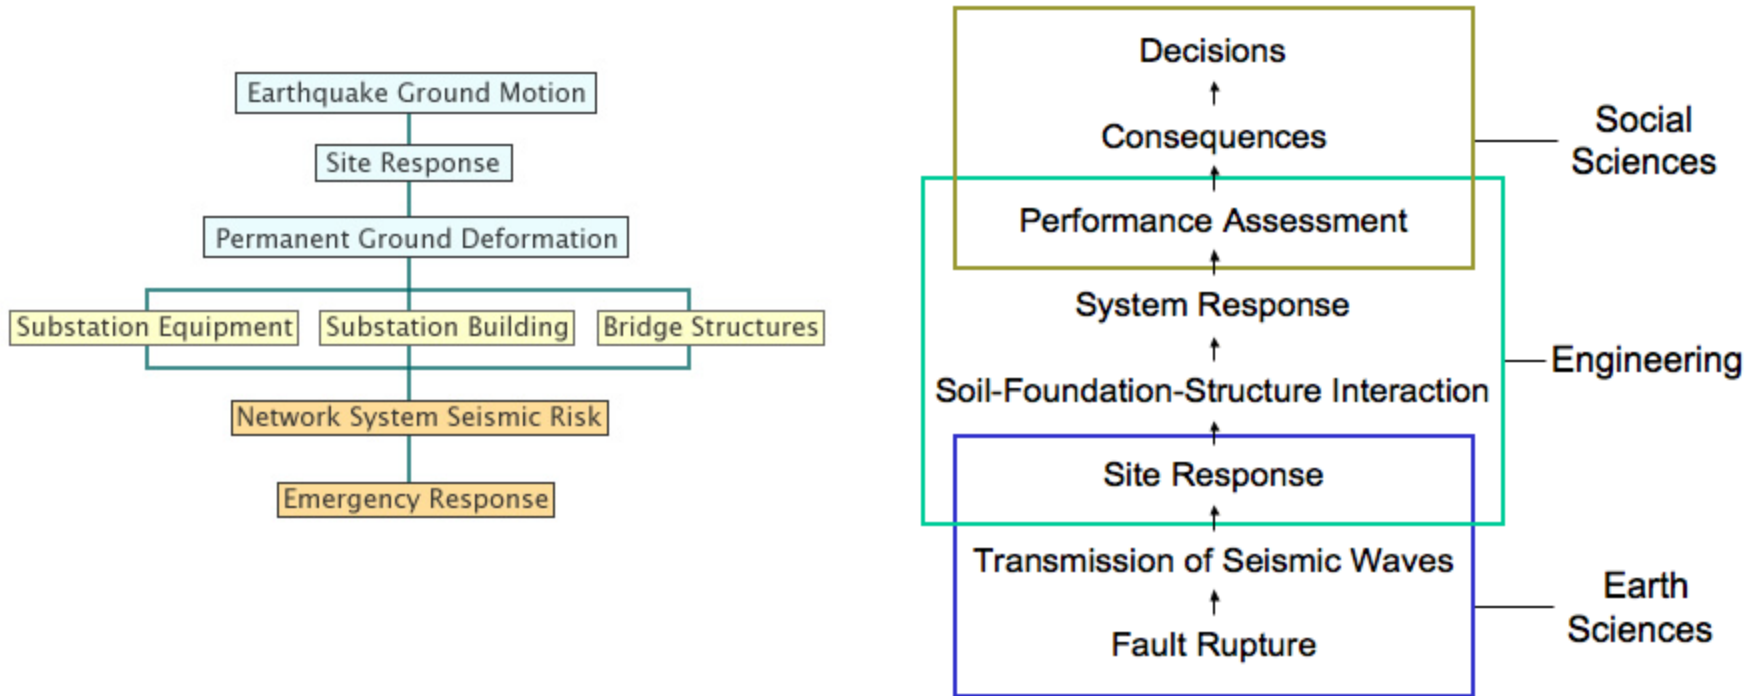 Earthquake Ground Motion
Site Response
Permanent Ground Deformation
Substation Equipment
Substation Building
Bridge Structures
Network System Seismic Risk
Emergency Response
Decisions
Consequences
Performance Assessment
System Response
Soil-Foundation-Structure Interaction
Site Response
Transmission of Seismic Waves
Fault Rupture
Social
Sciences
Engineering
Earth
Sciences